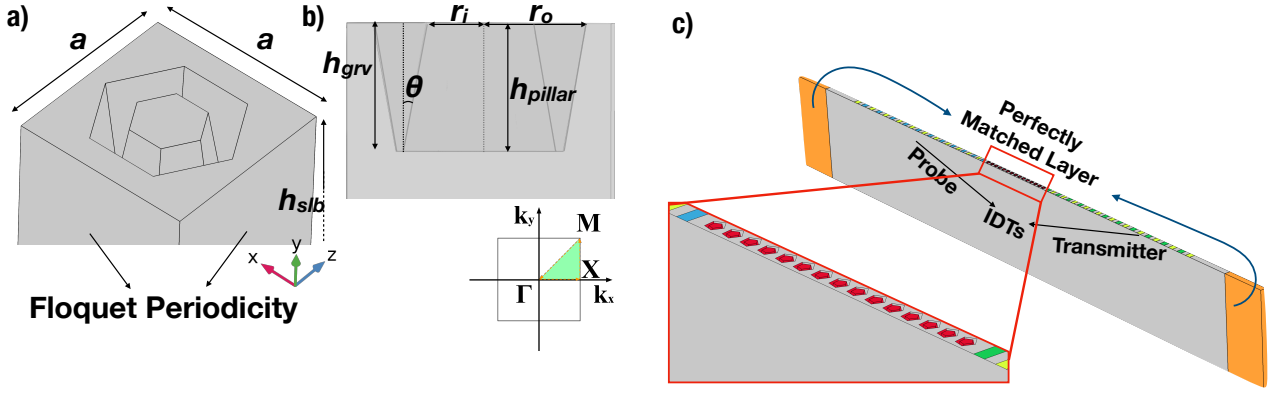 a)
a
a
h_slb
x
y
z
Floquet Periodicity
b)
r_i
r_o
h_grv
θ
h_pillar
k_y
M
X
Γ
k_x
c)
Perfectly
Matched Layer
Probe
IDTs
Transmitter